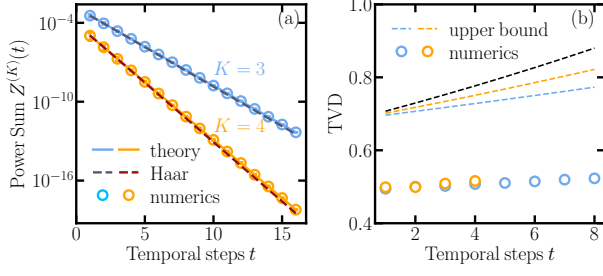 (a)
Power Sum Z^{(K)}(t)
10^{−4}
10^{−10}
10^{−16}
K = 3
K = 4
theory
Haar
numerics
0 5 10 15
Temporal steps t
(b)
TVD
1.0
0.8
0.6
0.4
upper bound
numerics
2 4 6 8
Temporal steps t